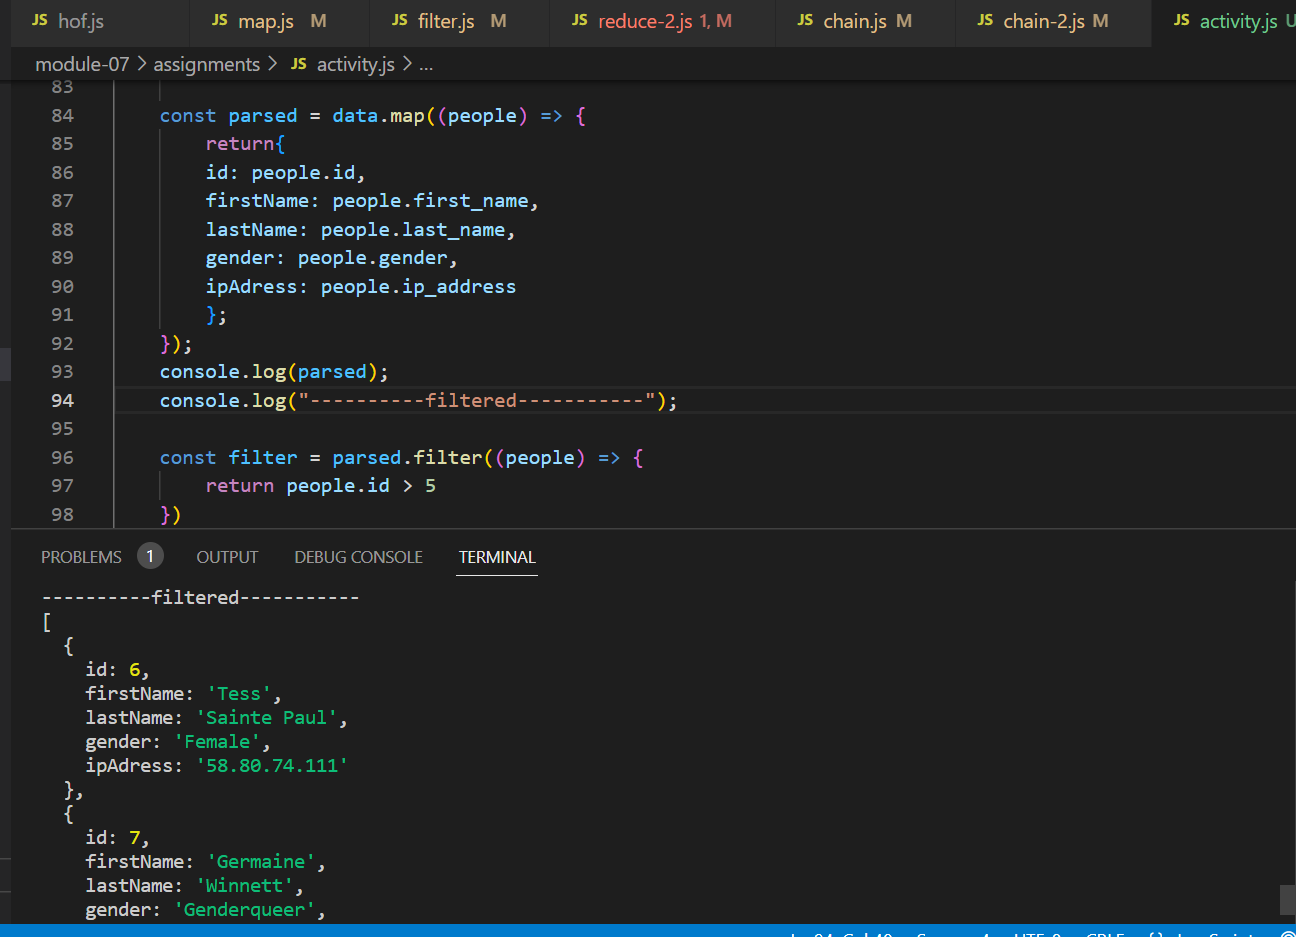 JS hof.js JS map.js M JS filter.js M JS reduce-2.js 1, M JS chain.js M JS chain-2.js M JS activity.js U
module-07 > assignments > JS activity.js > ...
83
84 const parsed = data.map((people) => {
85 return{
86 id: people.id,
87 firstName: people.first_name,
88 lastName: people.last_name,
89 gender: people.gender,
90 ipAdress: people.ip_address
91 };
92 });
93 console.log(parsed);
94 console.log("----------filtered-----------");
95
96 const filter = parsed.filter((people) => {
97 return people.id > 5
98 })
PROBLEMS 1 OUTPUT DEBUG CONSOLE TERMINAL
----------filtered-----------
[
{
id: 6,
firstName: 'Tess',
lastName: 'Sainte Paul',
gender: 'Female',
ipAdress: '58.80.74.111'
},
{
id: 7,
firstName: 'Germaine',
lastName: 'Winnett',
gender: 'Genderqueer',